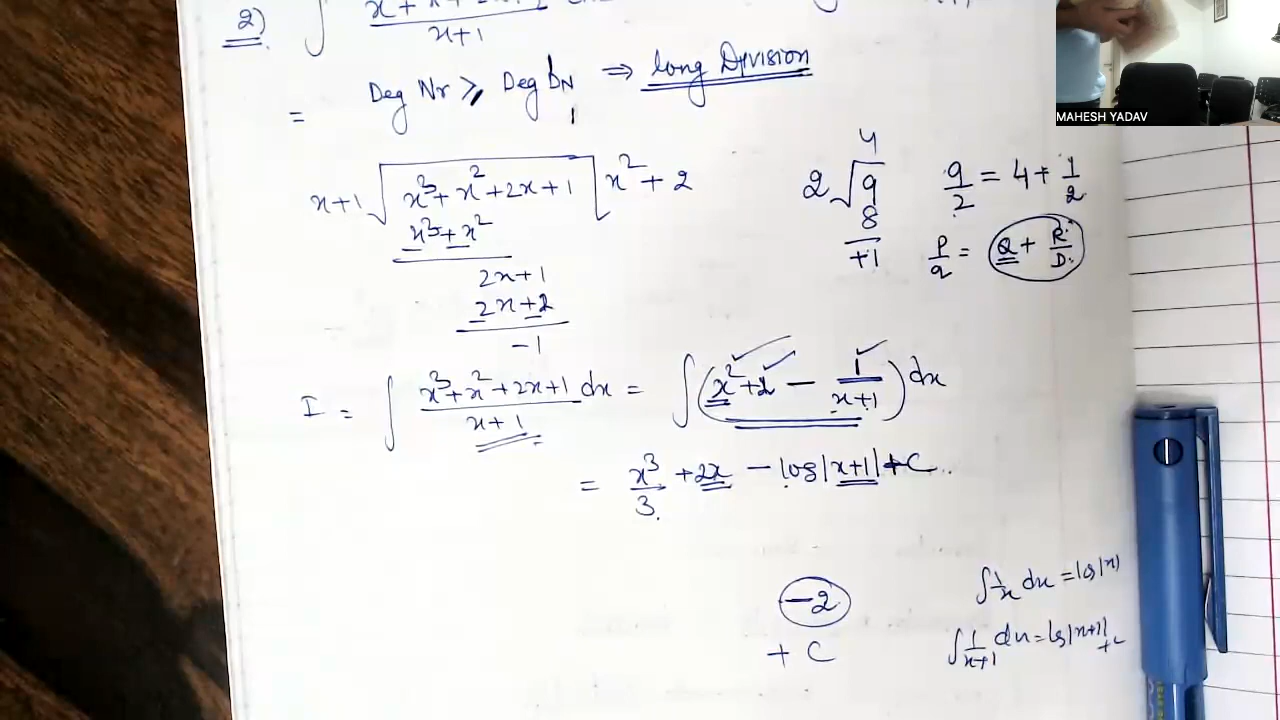 2)
∫
x+1
Deg Nr ≥ Deg DN ⇒ long Division
=
x+1 √ x³+x²+2x+1 x²+2
x³+x²
2x+1
2x+2
-1
4
2 √ 9
8
+1
9/2 = 4+ 1/2
P/q = Q + R/D
I = ∫ x³+x²+2x+1 / x+1 dx = ∫ ( x²+2 - 1/x+1 ) dx
= x³/3 + 2x - log|x+1| + C
-2
+ C
∫ 1/x dx = log|x|
∫ 1/x+1 dx = log|x+1| + c
MAHESH YADAV